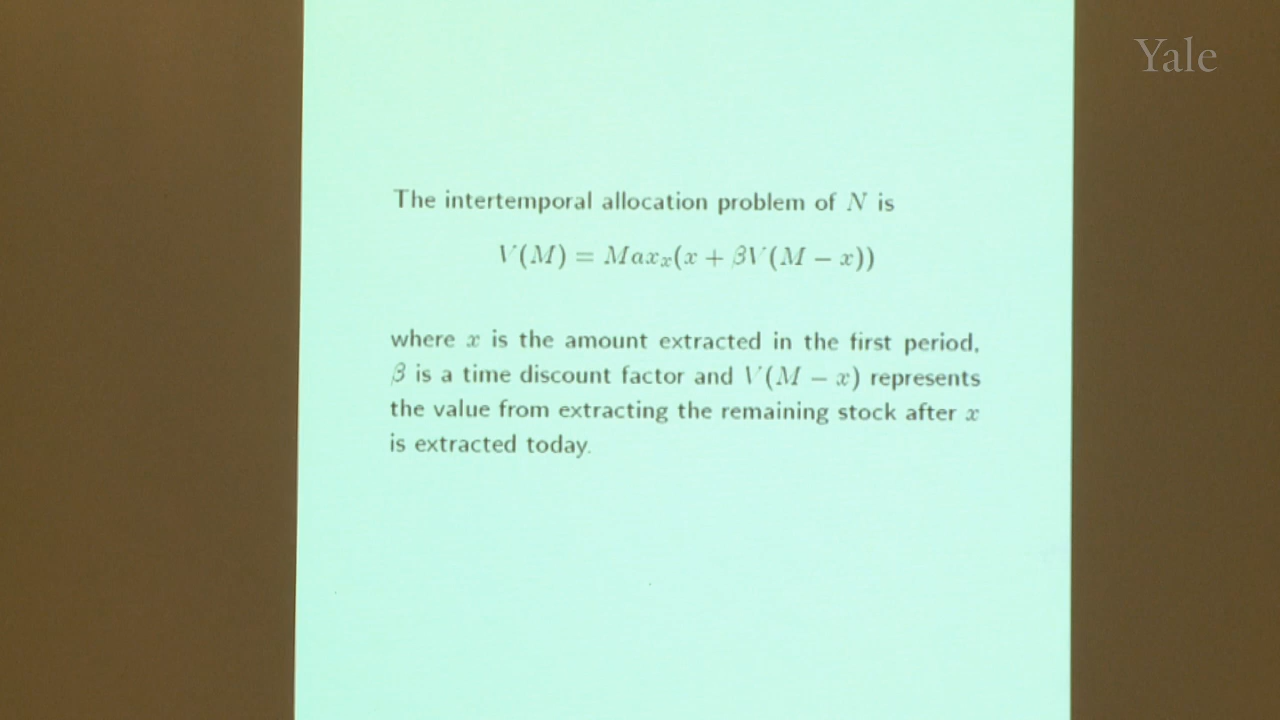 Yale
The intertemporal allocation problem of N is
V(M) = Maxₓ(x + βV(M − x))
where x is the amount extracted in the first period,
β is a time discount factor and V(M − x) represents
the value from extracting the remaining stock after x
is extracted today.